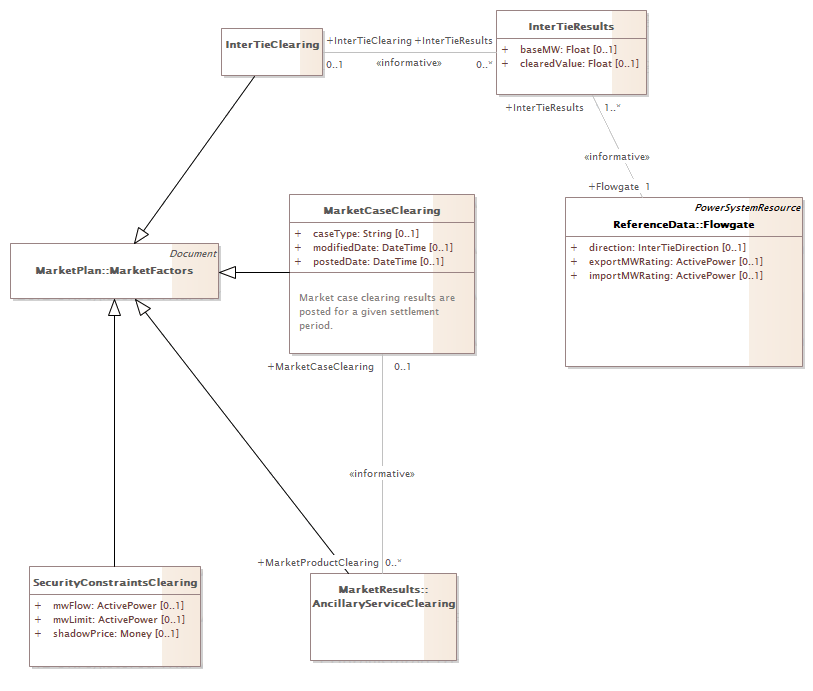 InterTieClearing
+InterTieClearing +InterTieResults
0..1 «informative» 0..*
InterTieResults
+ baseMW: Float [0..1]
+ clearedValue: Float [0..1]
+InterTieResults 1..*
«informative»
+Flowgate 1
PowerSystemResource
ReferenceData::Flowgate
+ direction: InterTieDirection [0..1]
+ exportMWRating: ActivePower [0..1]
+ importMWRating: ActivePower [0..1]
MarketCaseClearing
+ caseType: String [0..1]
+ modifiedDate: DateTime [0..1]
+ postedDate: DateTime [0..1]
Market case clearing results are
posted for a given settlement
period.
Document
MarketPlan::MarketFactors
+MarketCaseClearing 0..1
«informative»
+MarketProductClearing 0..*
SecurityConstraintsClearing
+ mwFlow: ActivePower [0..1]
+ mwLimit: ActivePower [0..1]
+ shadowPrice: Money [0..1]
MarketResults::
AncillaryServiceClearing